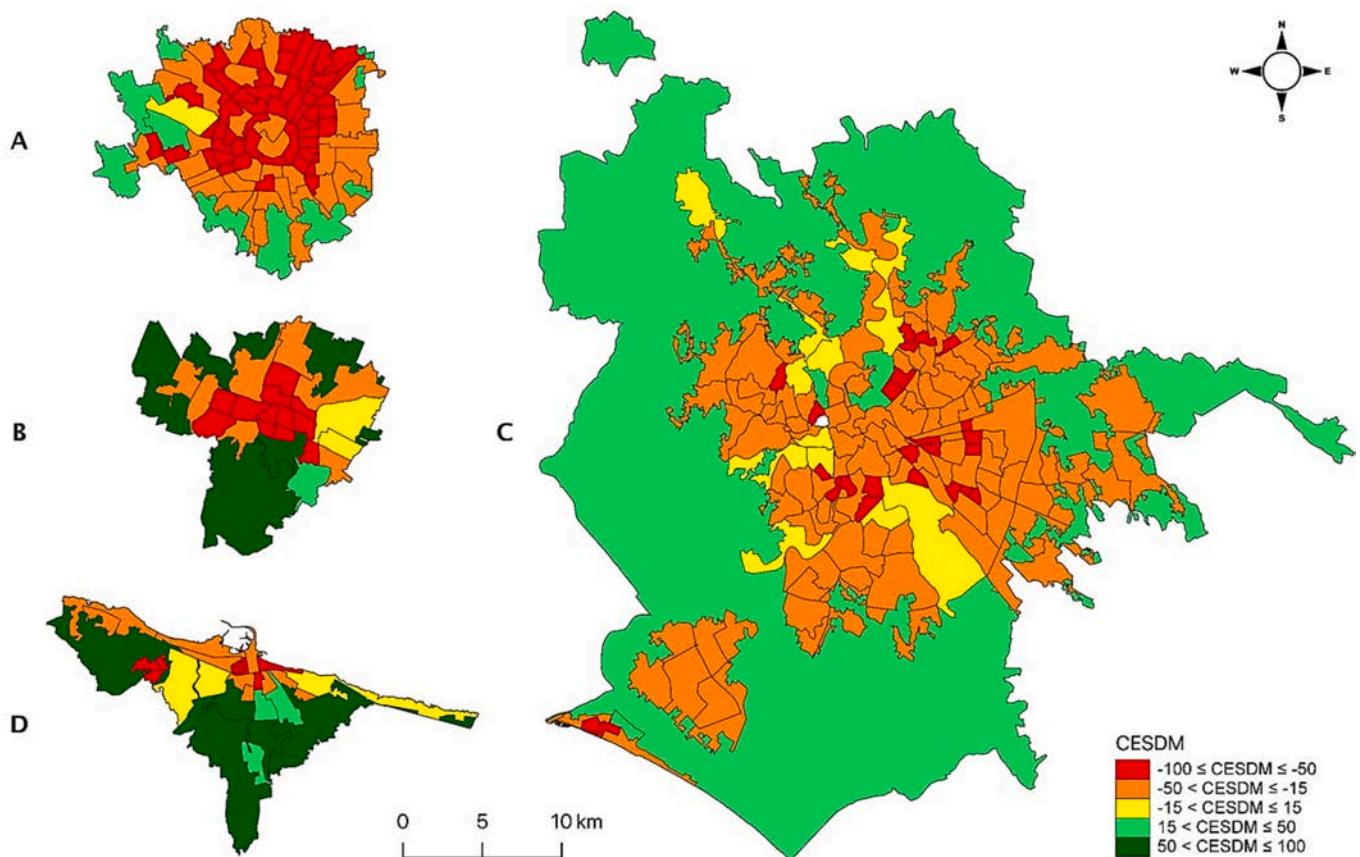 A
B
C
D
N
W E
S
0 5 10 km
CESDM
-100 ≤ CESDM ≤ -50
-50 < CESDM ≤ -15
-15 < CESDM ≤ 15
15 < CESDM ≤ 50
50 < CESDM ≤ 100